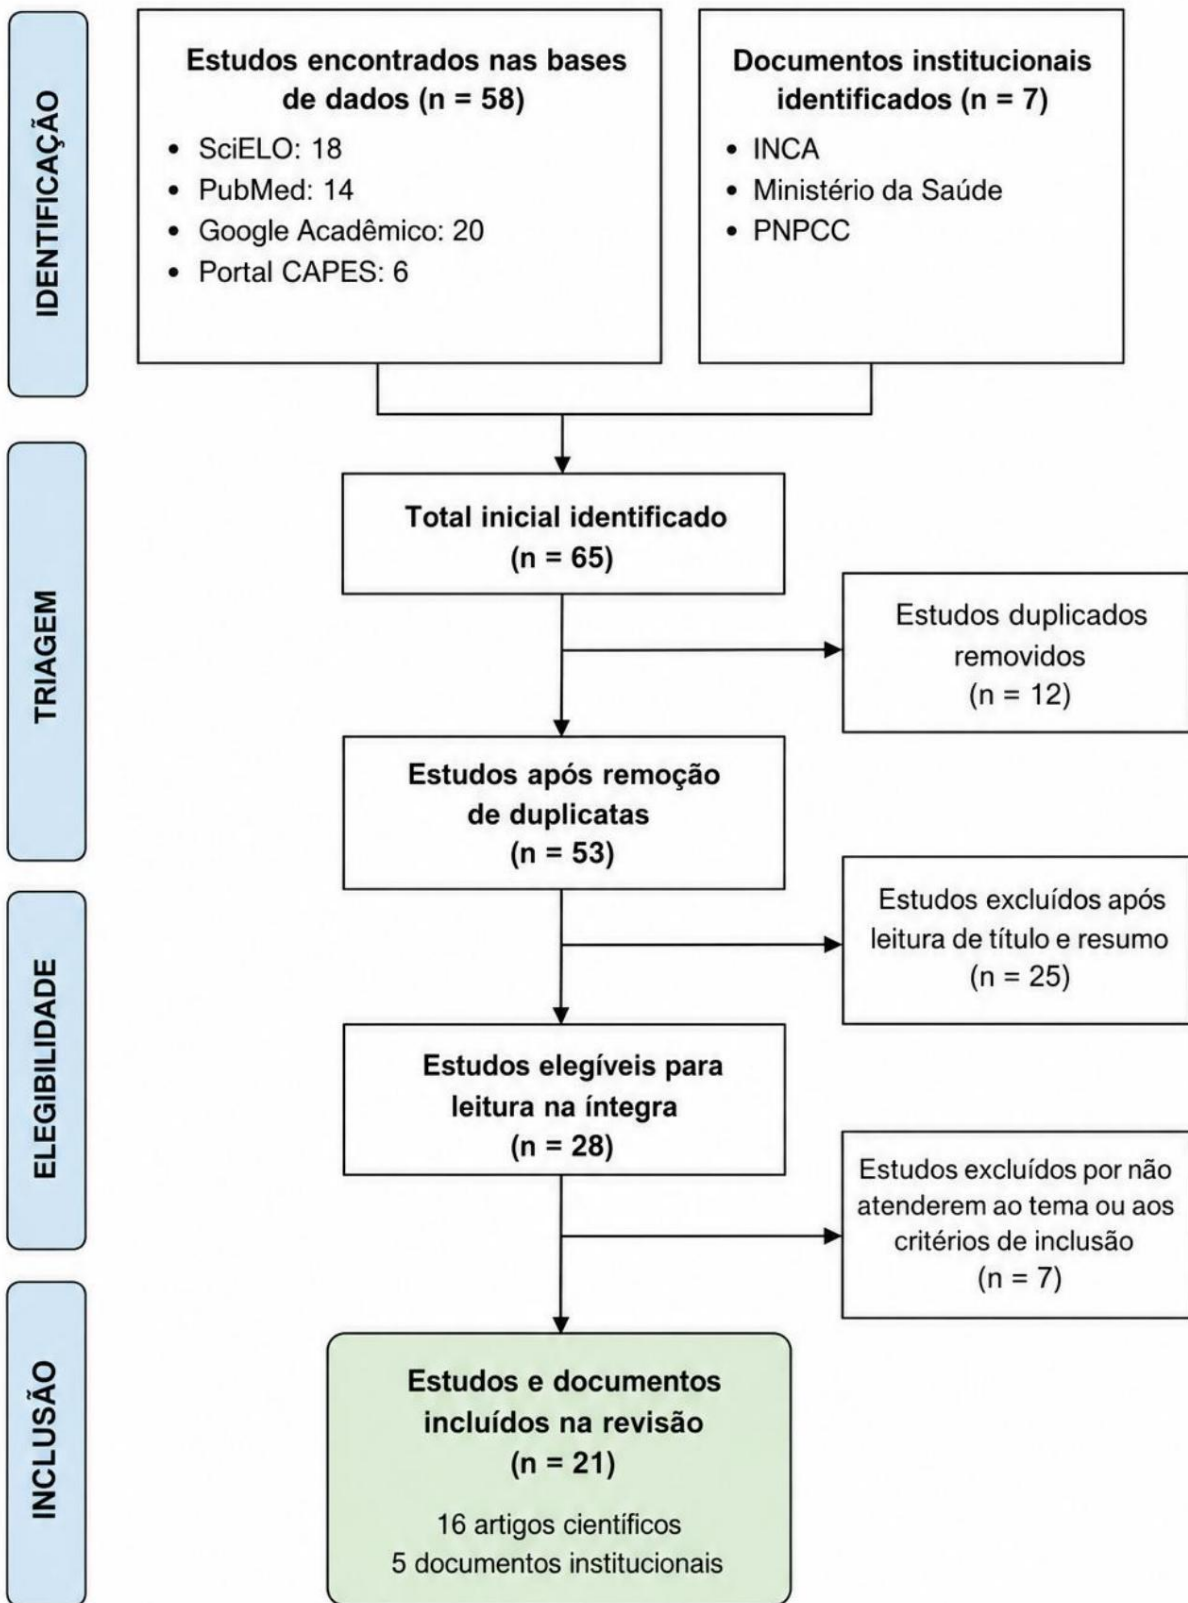 IDENTIFICAÇÃO
Estudos encontrados nas bases
de dados (n = 58)
• SciELO: 18
• PubMed: 14
• Google Acadêmico: 20
• Portal CAPES: 6
Documentos institucionais
identificados (n = 7)
• INCA
• Ministério da Saúde
• PNPCC
TRIAGEM
Total inicial identificado
(n = 65)
Estudos duplicados
removidos
(n = 12)
Estudos após remoção
de duplicatas
(n = 53)
ELEGIBILIDADE
Estudos excluídos após
leitura de título e resumo
(n = 25)
Estudos elegíveis para
leitura na íntegra
(n = 28)
Estudos excluídos por não
atenderem ao tema ou aos
critérios de inclusão
(n = 7)
INCLUSÃO
Estudos e documentos
incluídos na revisão
(n = 21)
16 artigos científicos
5 documentos institucionais